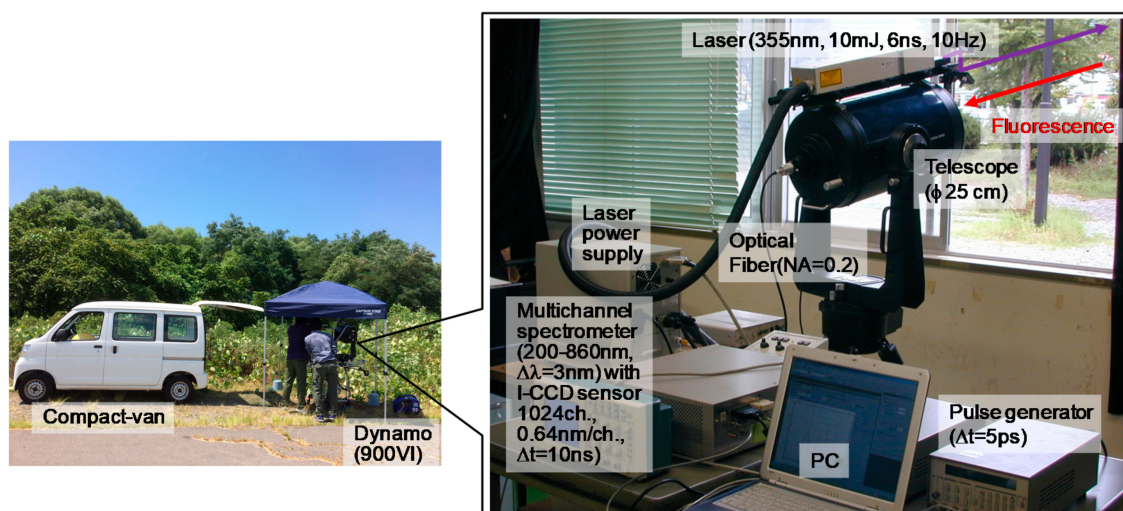 Laser (355nm, 10mJ, 6ns, 10Hz)
Fluorescence
Telescope
(ϕ 25 cm)
Laser
power
supply
Optical
Fiber(NA=0.2)
Multichannel
spectrometer
(200-860nm,
Δλ=3nm) with
I-CCD sensor
1024ch.,
0.64nm/ch.,
Δt=10ns)
Pulse generator
(Δt=5ps)
PC
Compact-van
Dynamo
(900VI)